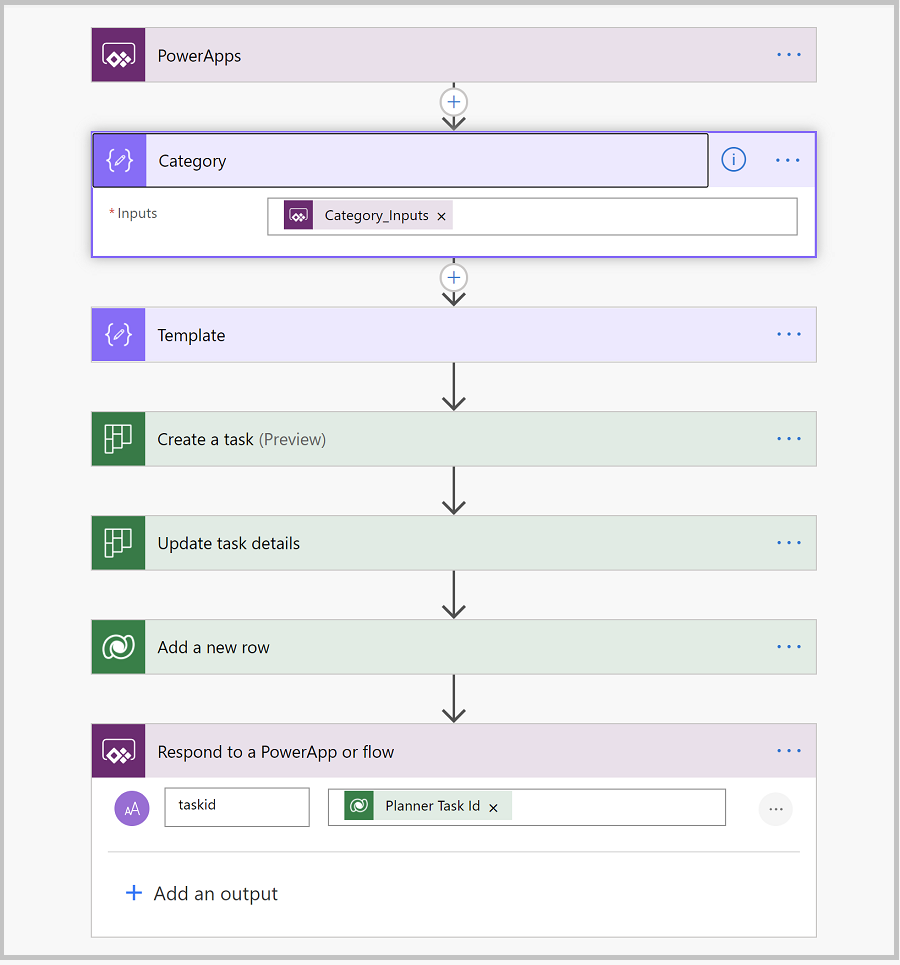 PowerApps
Category
* Inputs
Category_Inputs
Template
Create a task (Preview)
Update task details
Add a new row
Respond to a PowerApp or flow
AA taskid Planner Task Id
+ Add an output